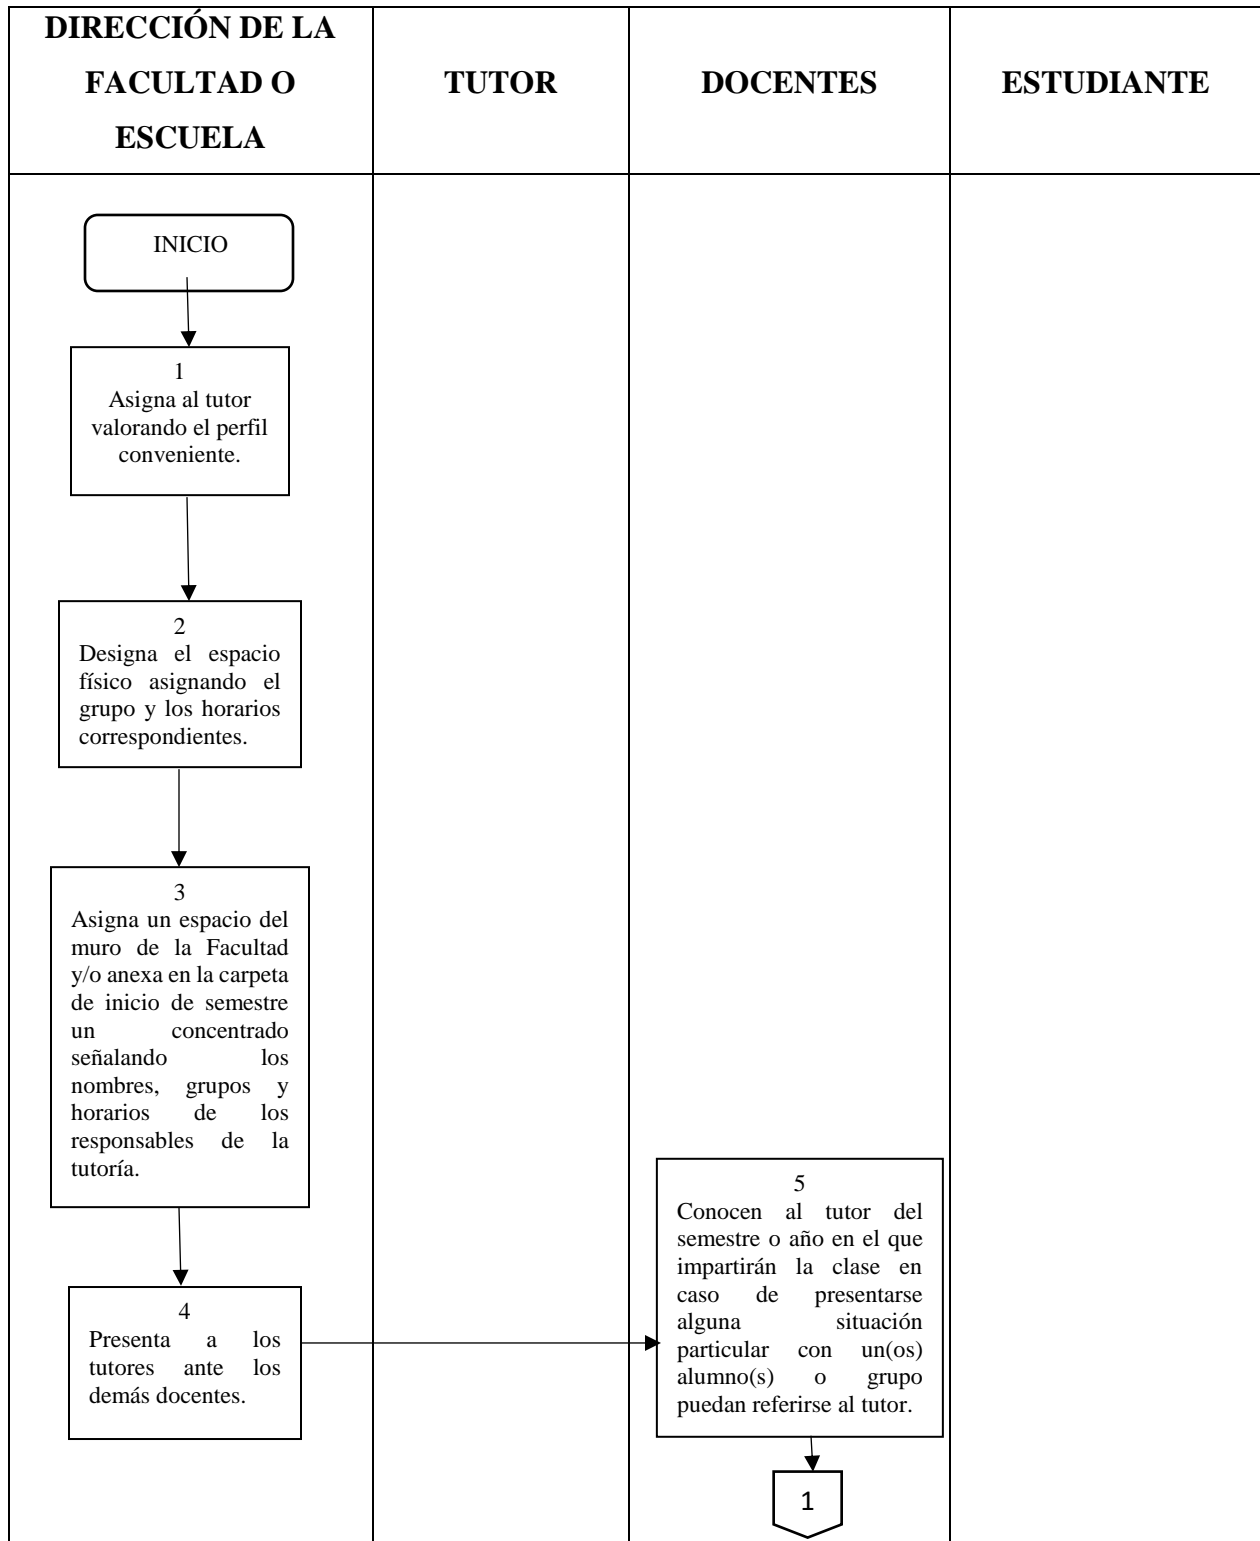 DIRECCIÓN DE LA
FACULTAD O
ESCUELA
TUTOR
DOCENTES
ESTUDIANTE
INICIO
1
Asigna al tutor
valorando el perfil
conveniente.
2
Designa el espacio
físico asignando el
grupo y los horarios
correspondientes.
3
Asigna un espacio del
muro de la Facultad
y/o anexa en la carpeta
de inicio de semestre
un concentrado
señalando los
nombres, grupos y
horarios de los
responsables de la
tutoría.
4
Presenta a los
tutores ante los
demás docentes.
5
Conocen al tutor del
semestre o año en el que
impartirán la clase en
caso de presentarse
alguna situación
particular con un(os)
alumno(s) o grupo
puedan referirse al tutor.
1